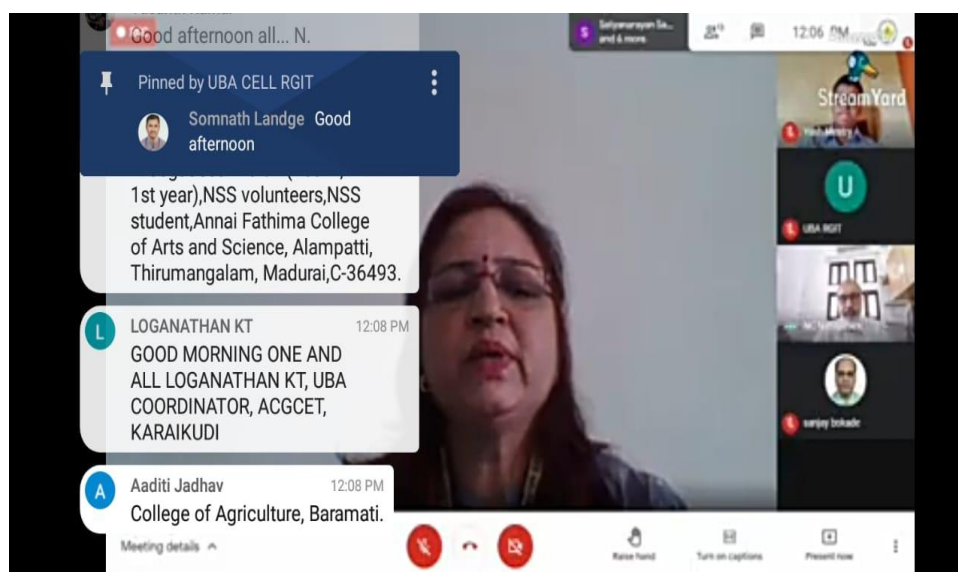 Good afternoon all... N.
Pinned by UBA CELL RGIT
Somnath Landge Good
afternoon
1st year),NSS volunteers,NSS
student,Annai Fathima College
of Arts and Science, Alampatti,
Thirumangalam, Madurai,C-36493.
L
LOGANATHAN KT 12:08 PM
GOOD MORNING ONE AND
ALL LOGANATHAN KT, UBA
COORDINATOR, ACGCET,
KARAIKUDI
A
Aaditi Jadhav 12:08 PM
College of Agriculture, Baramati.
Meeting details
Raise hand
Turn on captions
Present now
S
and 6 more
12:06 PM
StreamYard
U
UBA RGIT
sanjay bokade